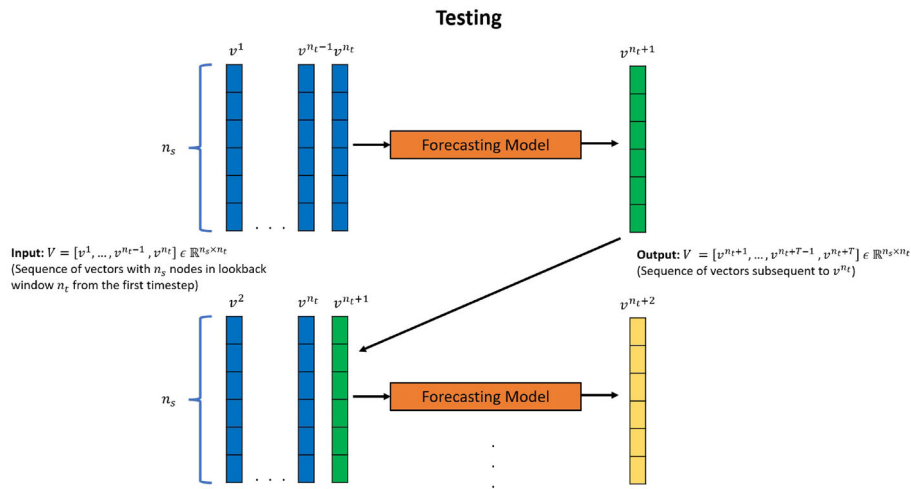 Testing
v^1 v^{n_t−1} v^{n_t} v^{n_t+1}
n_s Forecasting Model
. . .
Input: V = [v^1, …, v^{n_t−1} , v^{n_t}] ϵ ℝ^{n_s×n_t}
(Sequence of vectors with n_s nodes in lookback
window n_t from the first timestep)
Output: V = [v^{n_t+1}, …, v^{n_t+T−1} , v^{n_t+T}] ϵ ℝ^{n_s×n_t}
(Sequence of vectors subsequent to v^{n_t})
v^2 v^{n_t} v^{n_t+1} v^{n_t+2}
n_s Forecasting Model
. . .
.
.
.